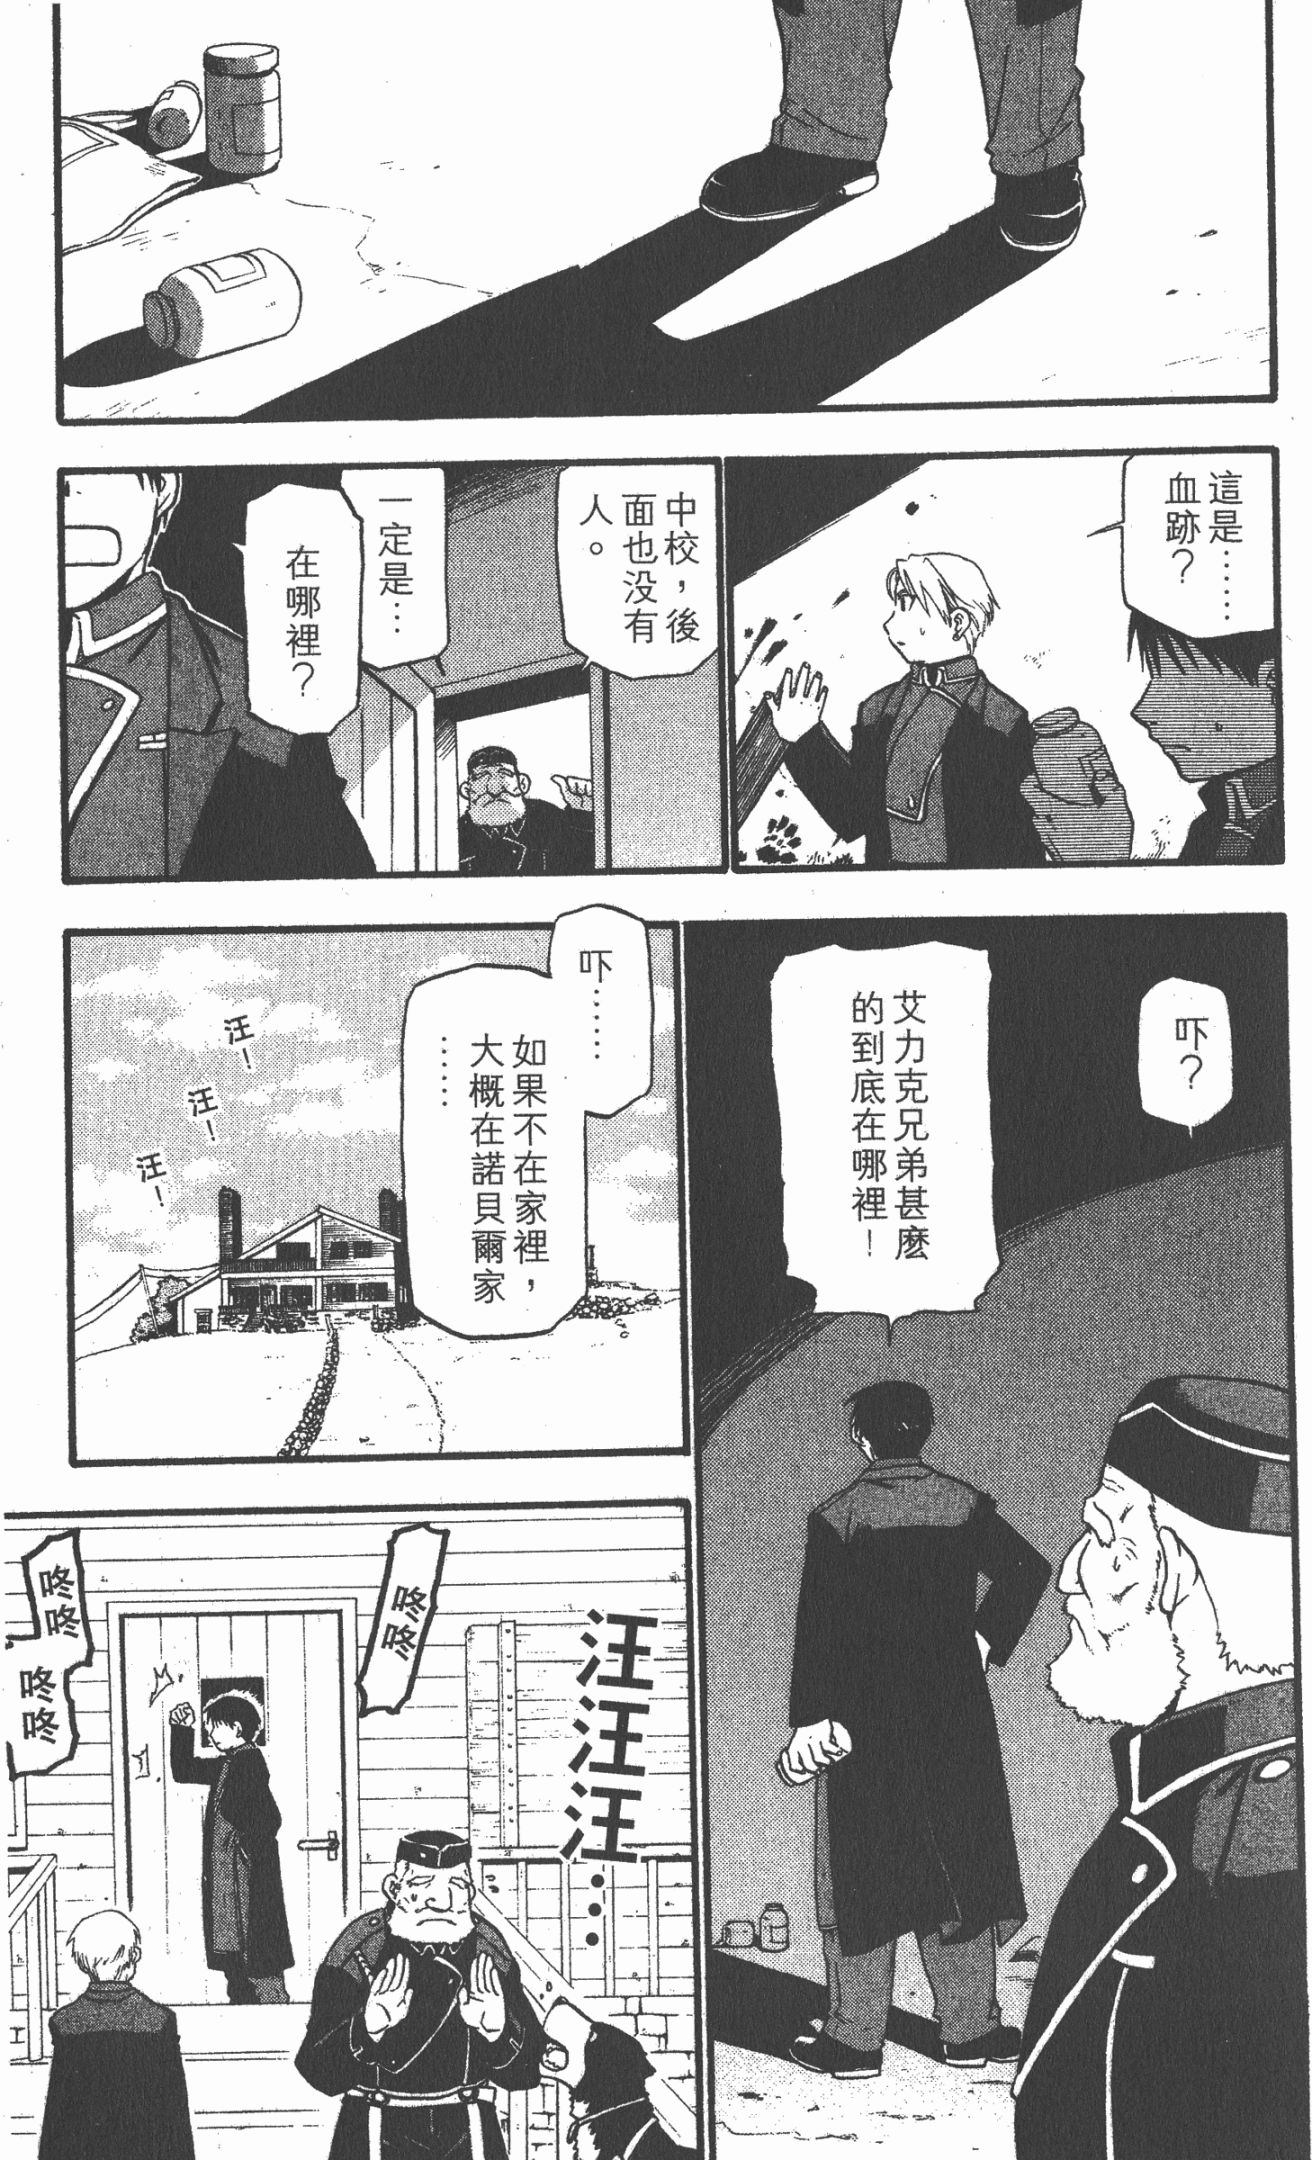 這是……
血跡？
中校，後
面也没有
人。
一定是…
在哪裡？
吓？
艾力克兄弟甚麽
的到底在哪裡！
吓……
如果不在家裡，
大概在諾貝爾家
……
汪！
汪！
汪！
汪汪汪…
咚咚
咚咚
咚咚